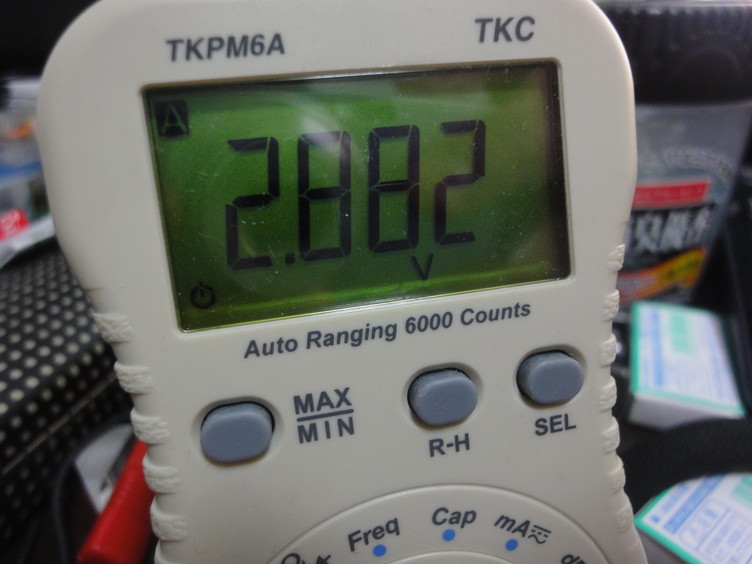 TKPM6A TKC
A
2.882
V
Auto Ranging 6000 Counts
MAX
MIN
R-H
SEL
Freq Cap mA